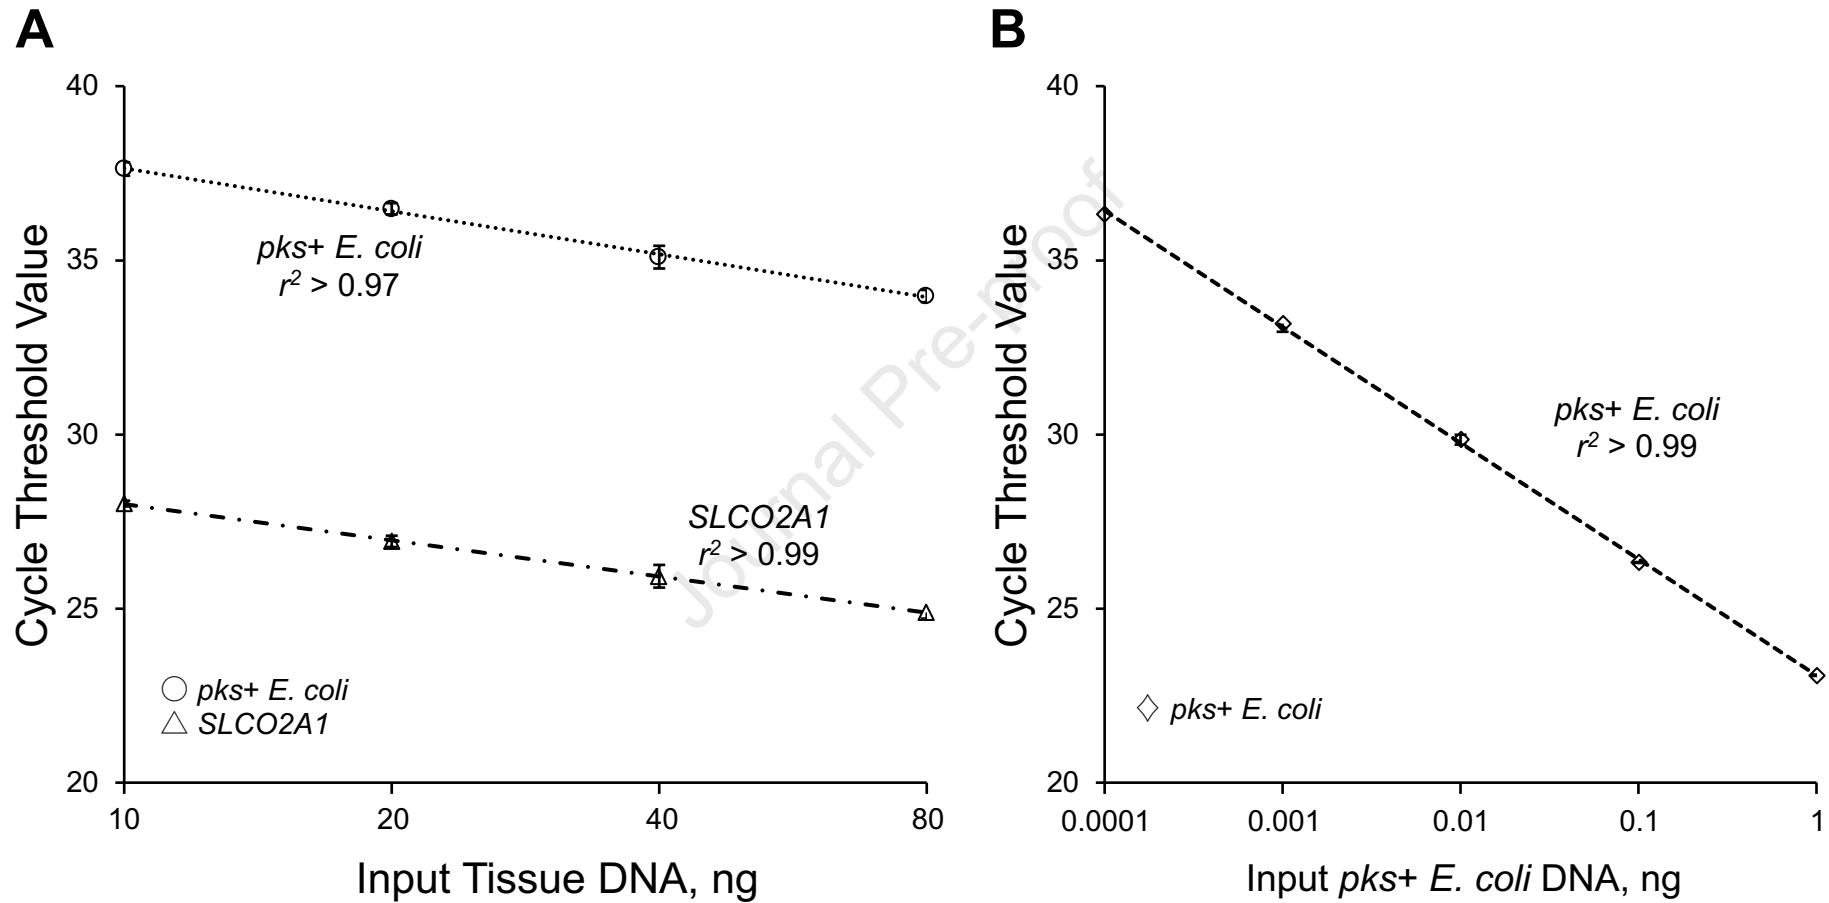 A
40
35
30
25
20
10
20
40
80
Cycle Threshold Value
Input Tissue DNA, ng
pks+ E. coli
r² > 0.97
SLCO2A1
r² > 0.99
pks+ E. coli
SLCO2A1
B
40
35
30
25
20
0.0001
0.001
0.01
0.1
1
Cycle Threshold Value
Input pks+ E. coli DNA, ng
pks+ E. coli
r² > 0.99
pks+ E. coli
Journal Pre-proof